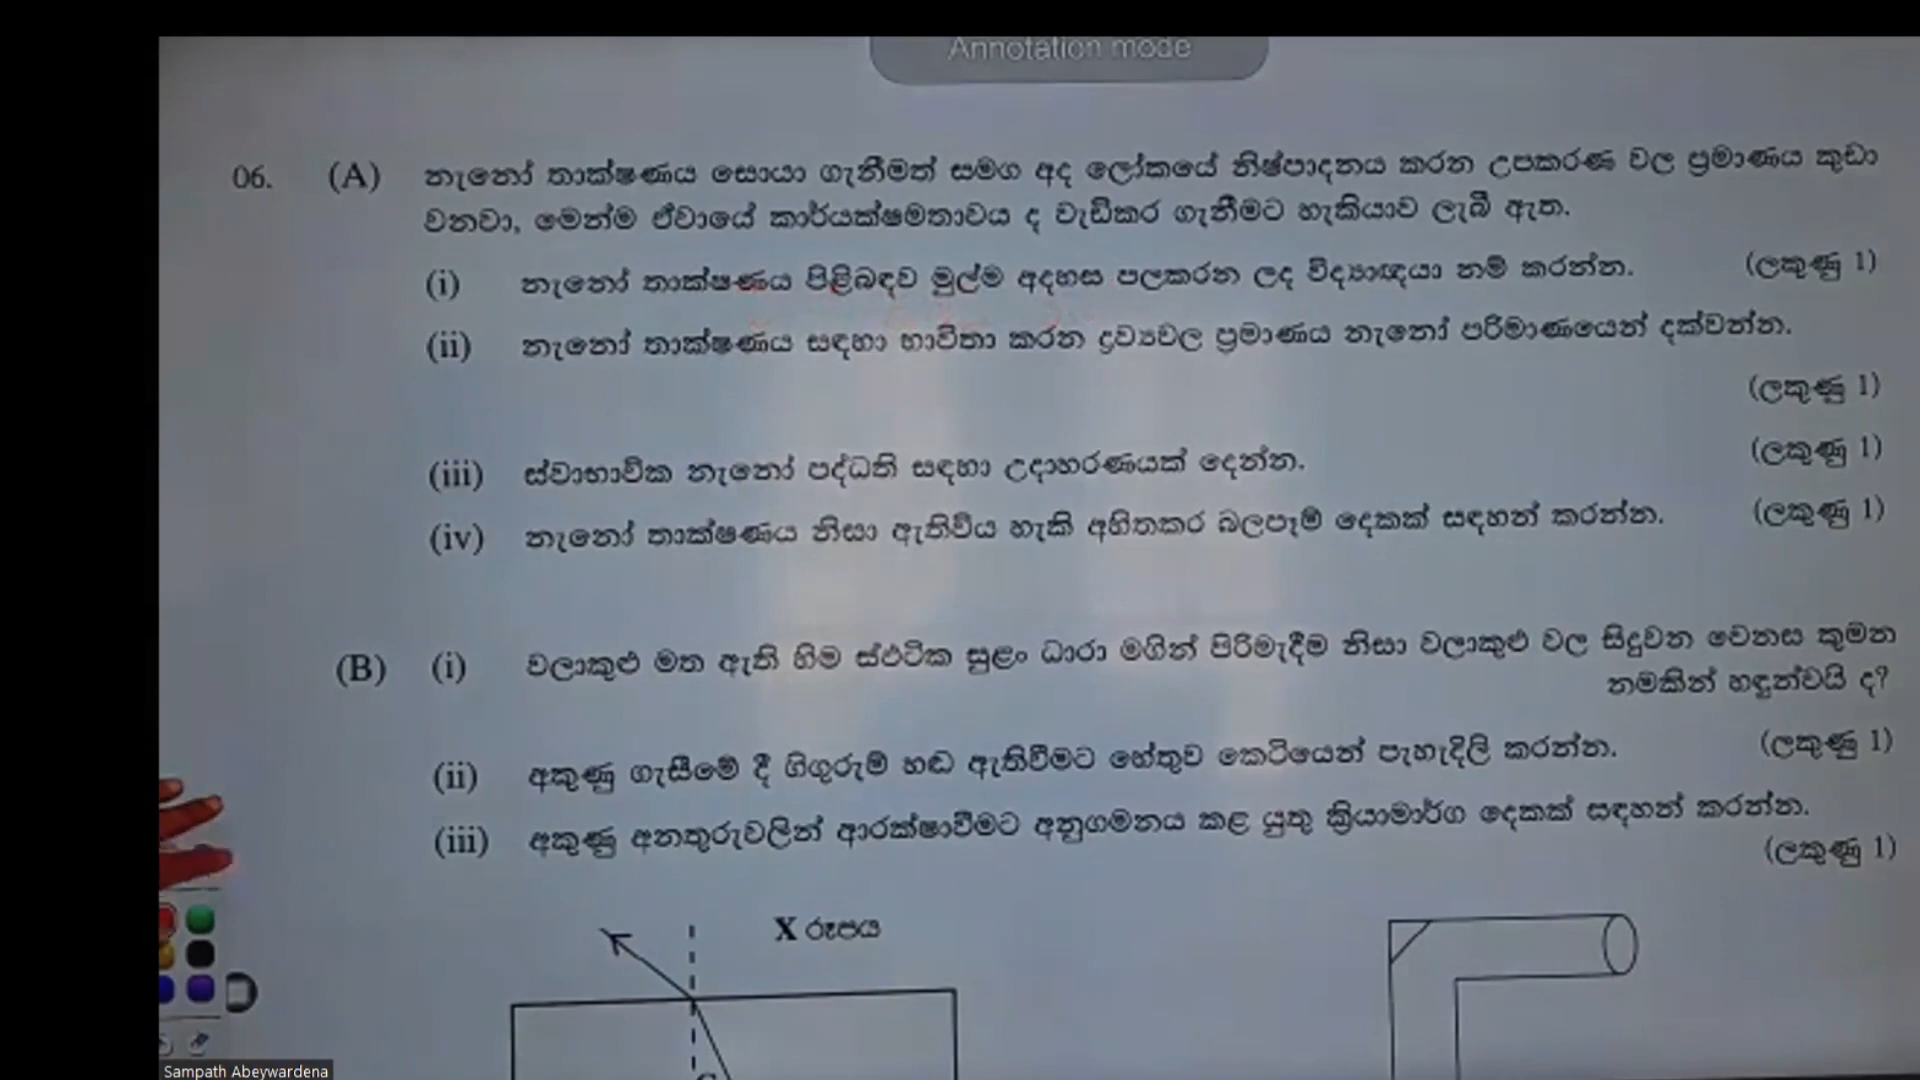 Annotation mode
06. (A) නැනෝ තාක්ෂණය සොයා ගැනීමත් සමග අද ලෝකයේ නිෂ්පාදනය කරන උපකරණ වල ප්‍රමාණය කුඩා
වනවා, මෙන්ම ඒවායේ කාර්යක්ෂමතාවය ද වැඩිකර ගැනීමට හැකියාව ලැබී ඇත.
(i) නැනෝ තාක්ෂණය පිළිබඳව මුල්ම අදහස පලකරන ලද විද්‍යාඥයා නම් කරන්න. (ලකුණු 1)
(ii) නැනෝ තාක්ෂණය සඳහා භාවිතා කරන ද්‍රව්‍යවල ප්‍රමාණය නැනෝ පරිමාණයෙන් දක්වන්න.
(ලකුණු 1)
(iii) ස්වාභාවික නැනෝ පද්ධති සඳහා උදාහරණයක් දෙන්න. (ලකුණු 1)
(iv) නැනෝ තාක්ෂණය නිසා ඇතිවිය හැකි අහිතකර බලපෑම් දෙකක් සඳහන් කරන්න. (ලකුණු 1)
(B) (i) වලාකුළු මත ඇති හිම ස්ඵටික සුළං ධාරා මගින් පිරිමැදීම නිසා වලාකුළු වල සිදුවන වෙනස කුමන
නමකින් හඳුන්වයි ද?
(ii) අකුණු ගැසීමේ දී ගිගුරුම් හඬ ඇතිවීමට හේතුව කෙටියෙන් පැහැදිලි කරන්න. (ලකුණු 1)
(iii) අකුණු අනතුරුවලින් ආරක්ෂාවීමට අනුගමනය කළ යුතු ක්‍රියාමාර්ග දෙකක් සඳහන් කරන්න.
(ලකුණු 1)
X රූපය
Sampath Abeywardena